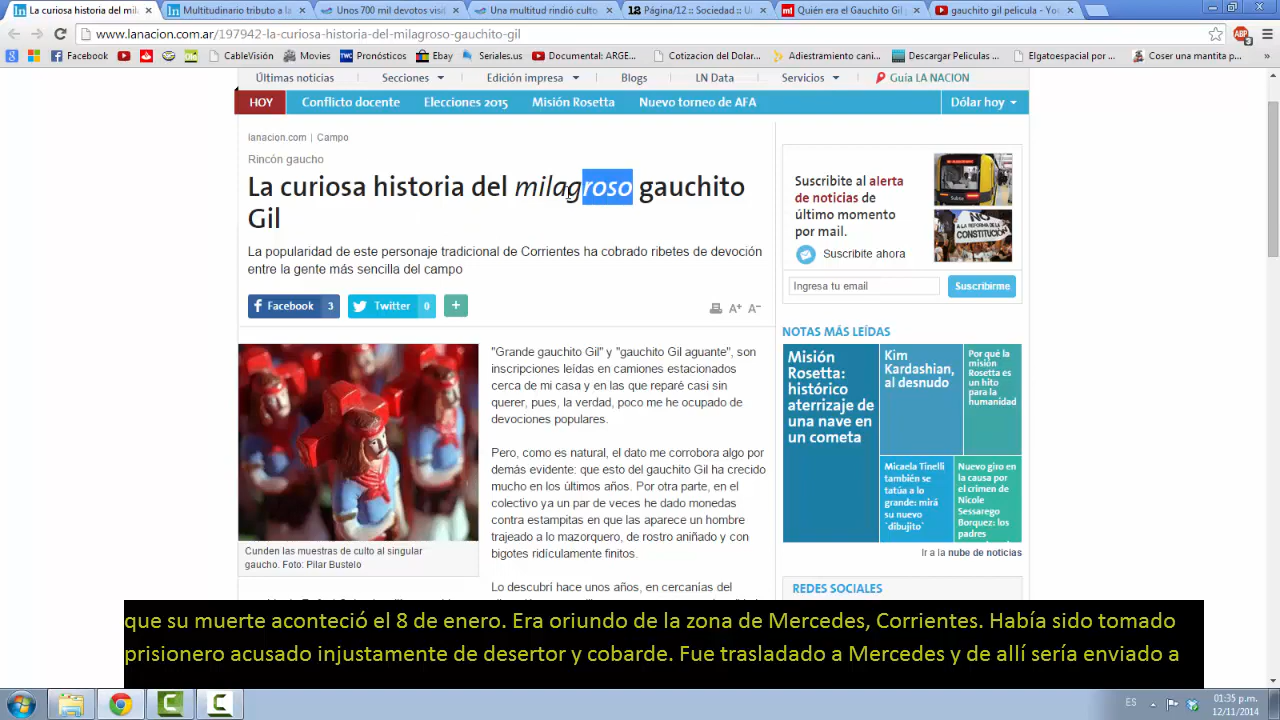 La curiosa historia del mila
Multitudinario tributo a la
Unos 700 mil devotos visit
Una multitud rindió culto
Página/12 :: Sociedad :: U
Quién era el Gauchito Gil
gauchito gil pelicula - You
www.lanacion.com.ar/197942-la-curiosa-historia-del-milagroso-gauchito-gil
ABP
Facebook
CableVisión
Movies
TWC Pronósticos
Ebay
Seriales.us
Documental: ARGE...
Cotizacion del Dolar...
Adiestramiento cani...
Descargar Películas ...
Elgatoespacial por m...
Coser una mantita p...
»
Últimas noticias
Secciones
Edición impresa
Blogs
LN Data
Servicios
Guía LA NACION
HOY
Conflicto docente
Elecciones 2015
Misión Rosetta
Nuevo torneo de AFA
Dólar hoy
lanacion.com | Campo
Rincón gaucho
La curiosa historia del milagroso gauchito
Gil
La popularidad de este personaje tradicional de Corrientes ha cobrado ribetes de devoción
entre la gente más sencilla del campo
Facebook 3
Twitter 0
+
A+ A−
"Grande gauchito Gil" y "gauchito Gil aguante", son
inscripciones leídas en camiones estacionados
cerca de mi casa y en las que reparé casi sin
querer, pues, la verdad, poco me he ocupado de
devociones populares.
Pero, como es natural, el dato me corrobora algo por
demás evidente: que esto del gauchito Gil ha crecido
mucho en los últimos años. Por otra parte, en el
colectivo ya un par de veces he dado monedas
contra estampitas en que las aparece un hombre
trajeado a lo mazorquero, de rostro aniñado y con
bigotes ridículamente finitos.
Lo descubrí hace unos años, en cercanías del
Cunden las muestras de culto al singular
gaucho. Foto: Pilar Bustelo
Suscribite al alerta
de noticias de
último momento
por mail.
Suscribite ahora
NO
A LA REFORMA DE LA
CONSTITUCIÓN
Ingresa tu email
Suscribirme
NOTAS MÁS LEÍDAS
Misión
Rosetta:
histórico
aterrizaje de
una nave en
un cometa
Kim
Kardashian,
al desnudo
Por qué la
misión
Rosetta es
un hito
para la
humanidad
Micaela Tinelli
también se
tatúa a lo
grande: mirá
su nuevo
`dibujito`
Nuevo giro en
la causa por
el crimen de
Nicole
Sessarego
Borquez: los
padres
Ir a la nube de noticias
REDES SOCIALES
que su muerte aconteció el 8 de enero. Era oriundo de la zona de Mercedes, Corrientes. Había sido tomado
prisionero acusado injustamente de desertor y cobarde. Fue trasladado a Mercedes y de allí sería enviado a
ES
01:35 p.m.
12/11/2014